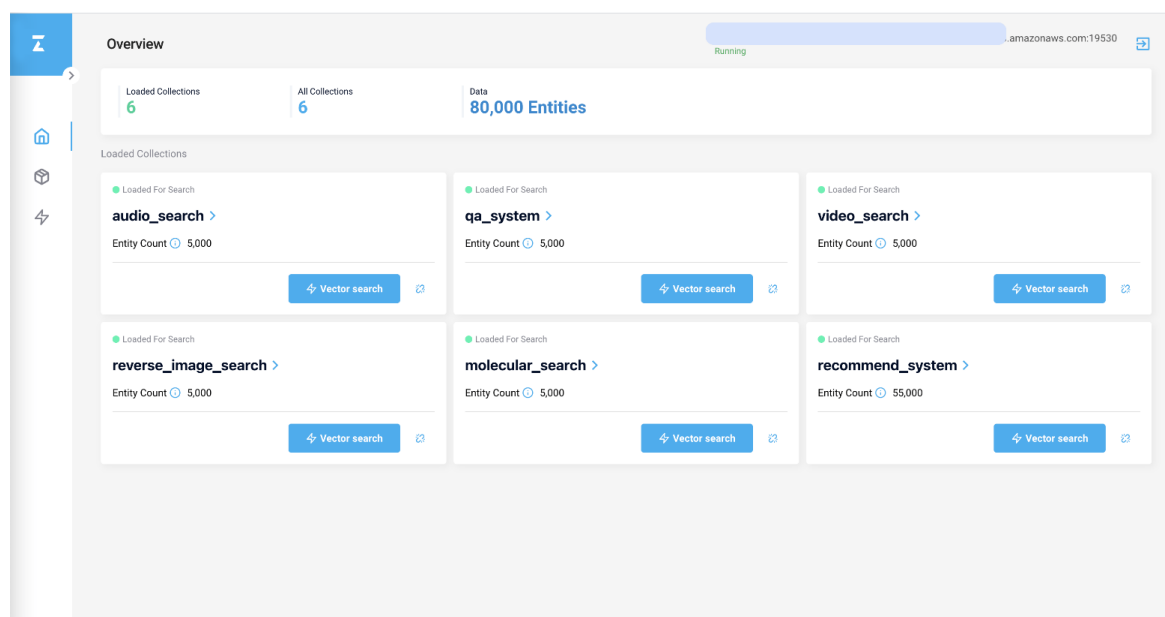 Overview
.amazonaws.com:19530
Running
Loaded Collections
6
All Collections
6
Data
80,000 Entities
Loaded Collections
Loaded For Search
audio_search
Entity Count 5,000
Vector search
Loaded For Search
qa_system
Entity Count 5,000
Vector search
Loaded For Search
video_search
Entity Count 5,000
Vector search
Loaded For Search
reverse_image_search
Entity Count 5,000
Vector search
Loaded For Search
molecular_search
Entity Count 5,000
Vector search
Loaded For Search
recommend_system
Entity Count 55,000
Vector search